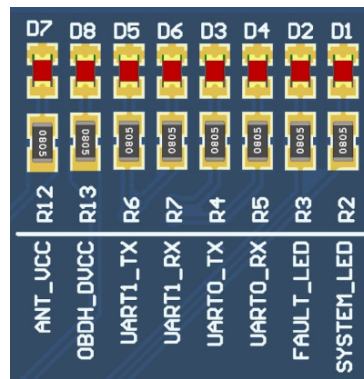 D7 D8 D5 D6 D3 D4 D2 D1
0805 0805 0805 0805 0805 0805 0805 0805
R12 R13 R6 R7 R4 R5 R3 R2
ANT_VCC
OBDH_DVCC
UART1_TX
UART1_RX
UART0_TX
UART0_RX
FAULT_LED
SYSTEM_LED